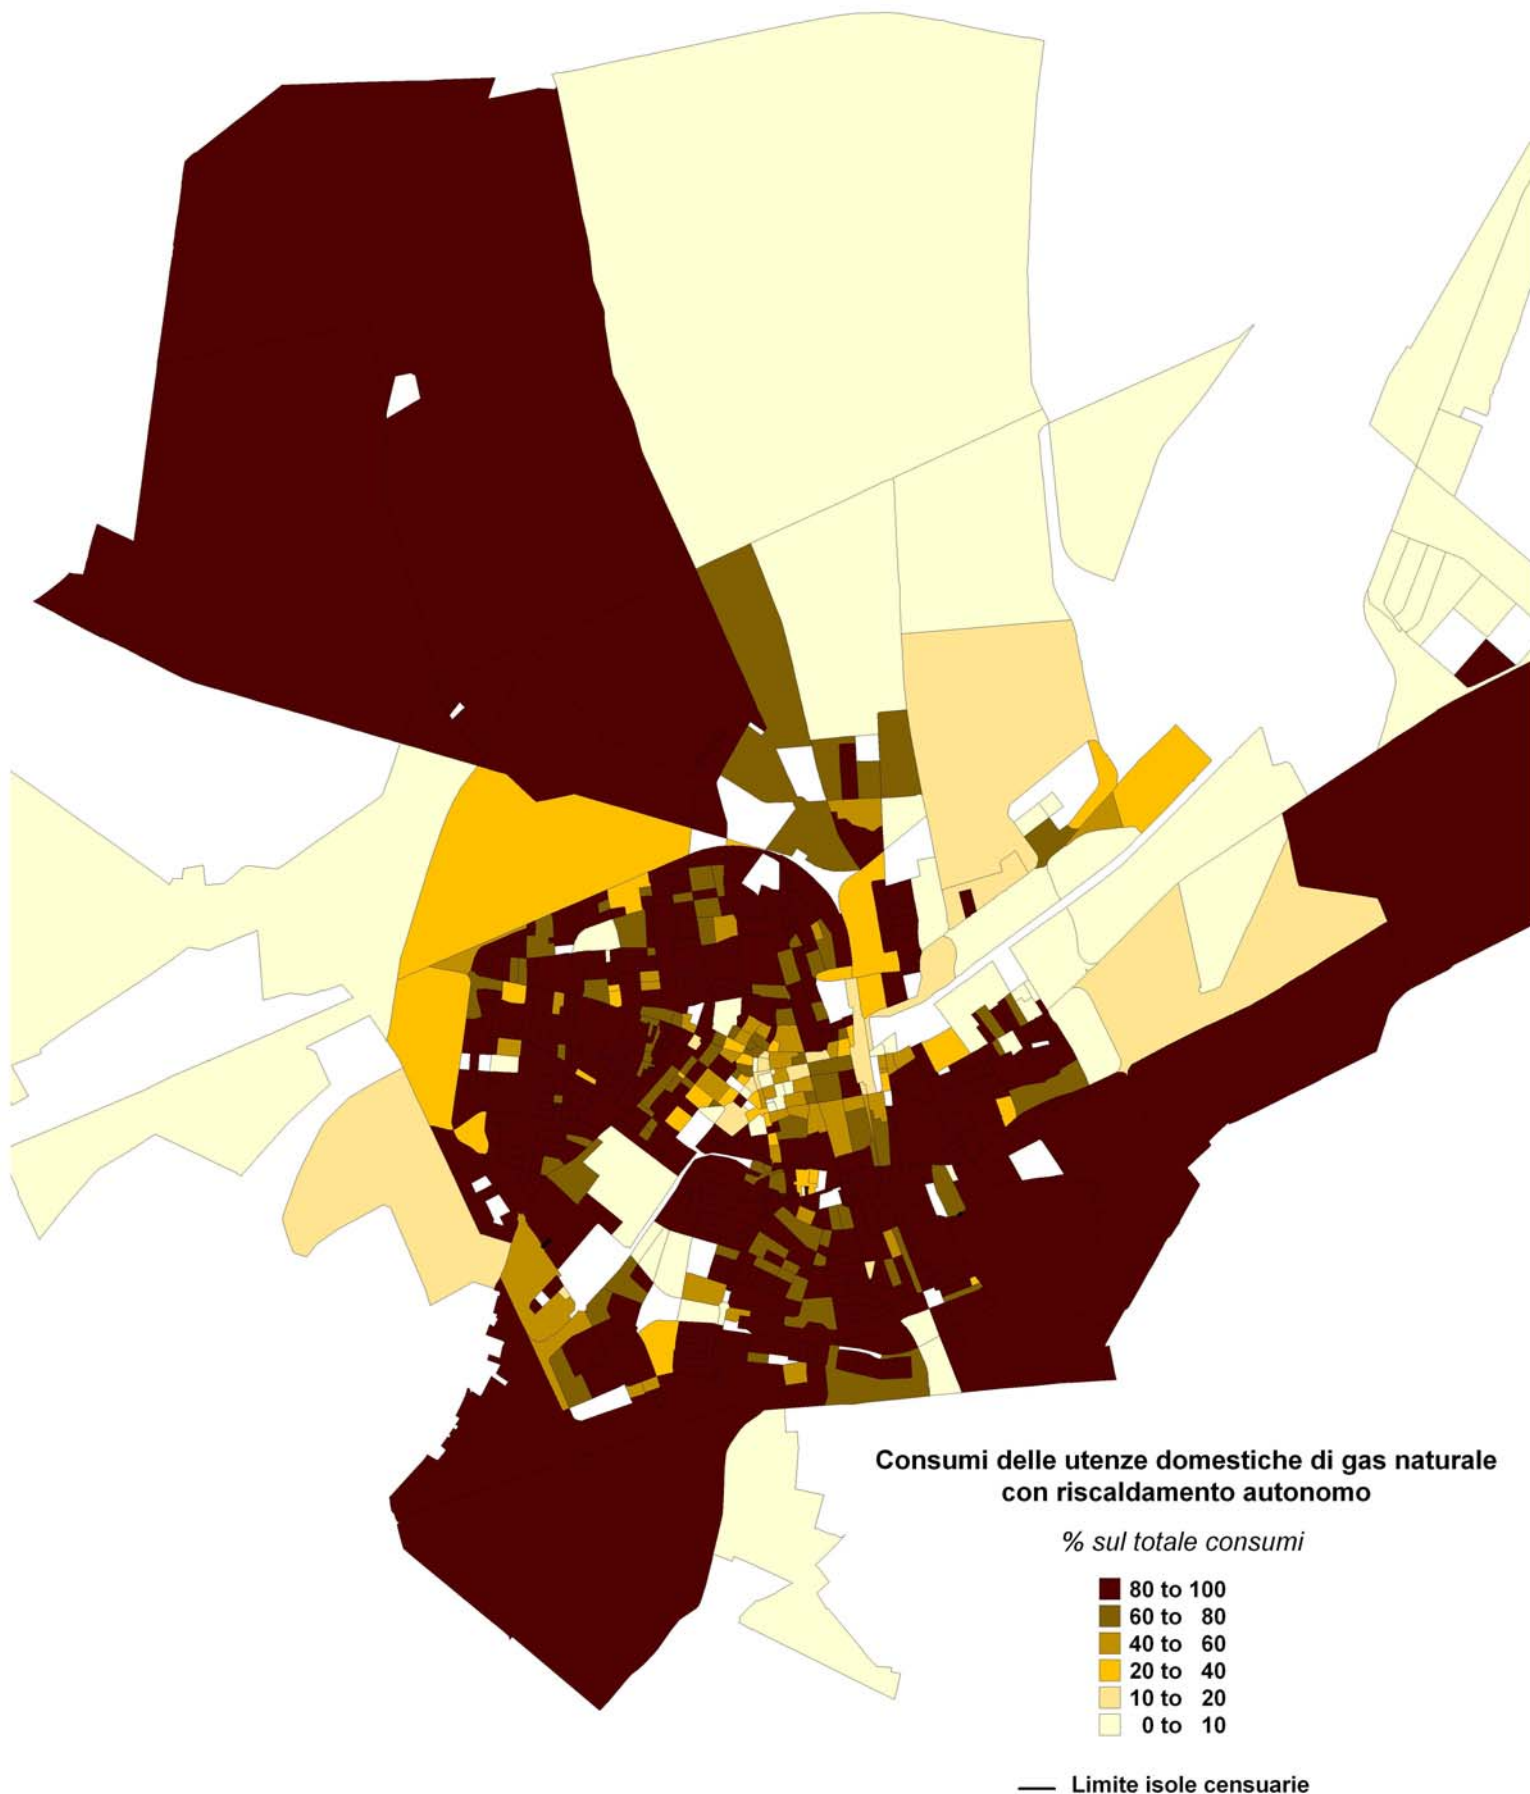 Consumi delle utenze domestiche di gas naturale
con riscaldamento autonomo
% sul totale consumi
80 to 100
60 to 80
40 to 60
20 to 40
10 to 20
0 to 10
Limite isole censuarie